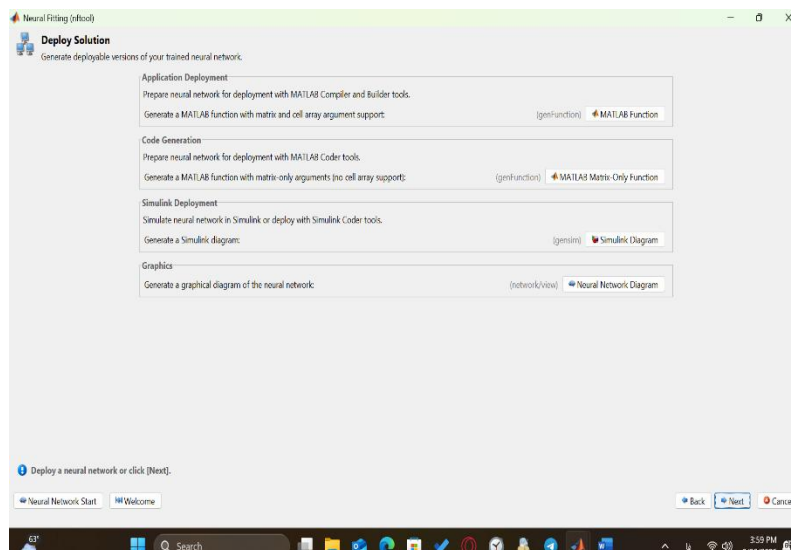 Neural Fitting (nftool)
Deploy Solution
Generate deployable versions of your trained neural network.
Application Deployment
Prepare neural network for deployment with MATLAB Compiler and Builder tools.
Generate a MATLAB function with matrix and cell array argument support: (genFunction) MATLAB Function
Code Generation
Prepare neural network for deployment with MATLAB Coder tools.
Generate a MATLAB function with matrix-only arguments (no cell array support): (genFunction) MATLAB Matrix-Only Function
Simulink Deployment
Simulate neural network in Simulink or deploy with Simulink Coder tools.
Generate a Simulink diagram: (gensim) Simulink Diagram
Graphics
Generate a graphical diagram of the neural network: (network/view) Neural Network Diagram
Deploy a neural network or click [Next].
Neural Network Start Welcome Back Next Cance
63° Search 3:59 PM